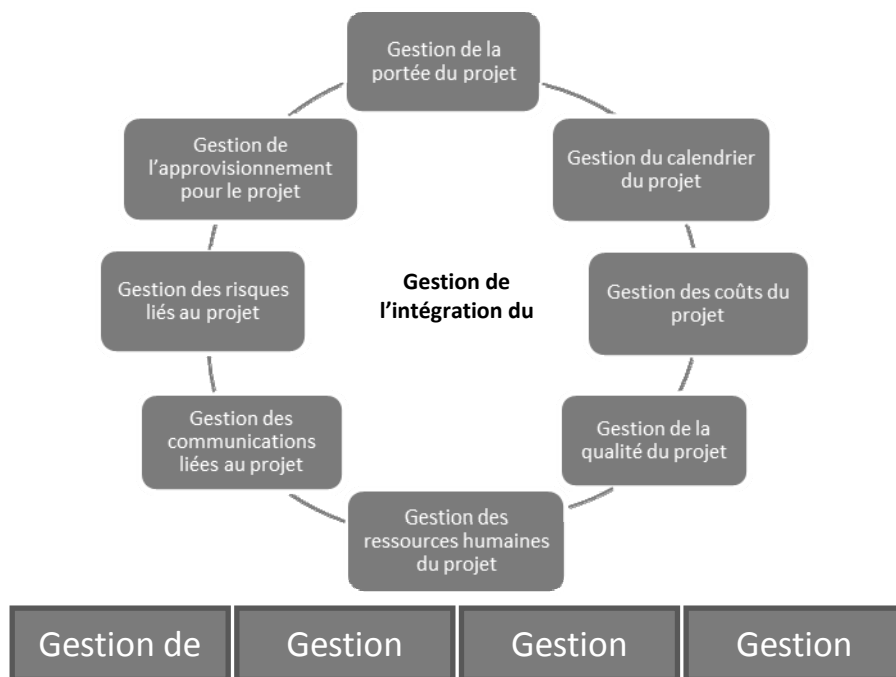 Gestion de la
portée du projet
Gestion du calendrier
du projet
Gestion des coûts du
projet
Gestion de la
qualité du projet
Gestion des
ressources humaines
du projet
Gestion des
communications
liées au projet
Gestion des risques
liés au projet
Gestion de
l'approvisionnement
pour le projet
Gestion de
l'intégration du
Gestion de
Gestion
Gestion
Gestion